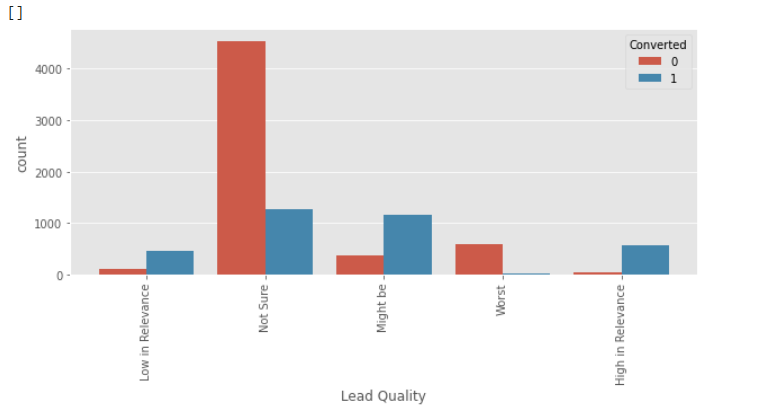 []
Converted
0
1
4000
3000
2000
1000
0
count
Low in Relevance
Not Sure
Might be
Worst
High in Relevance
Lead Quality